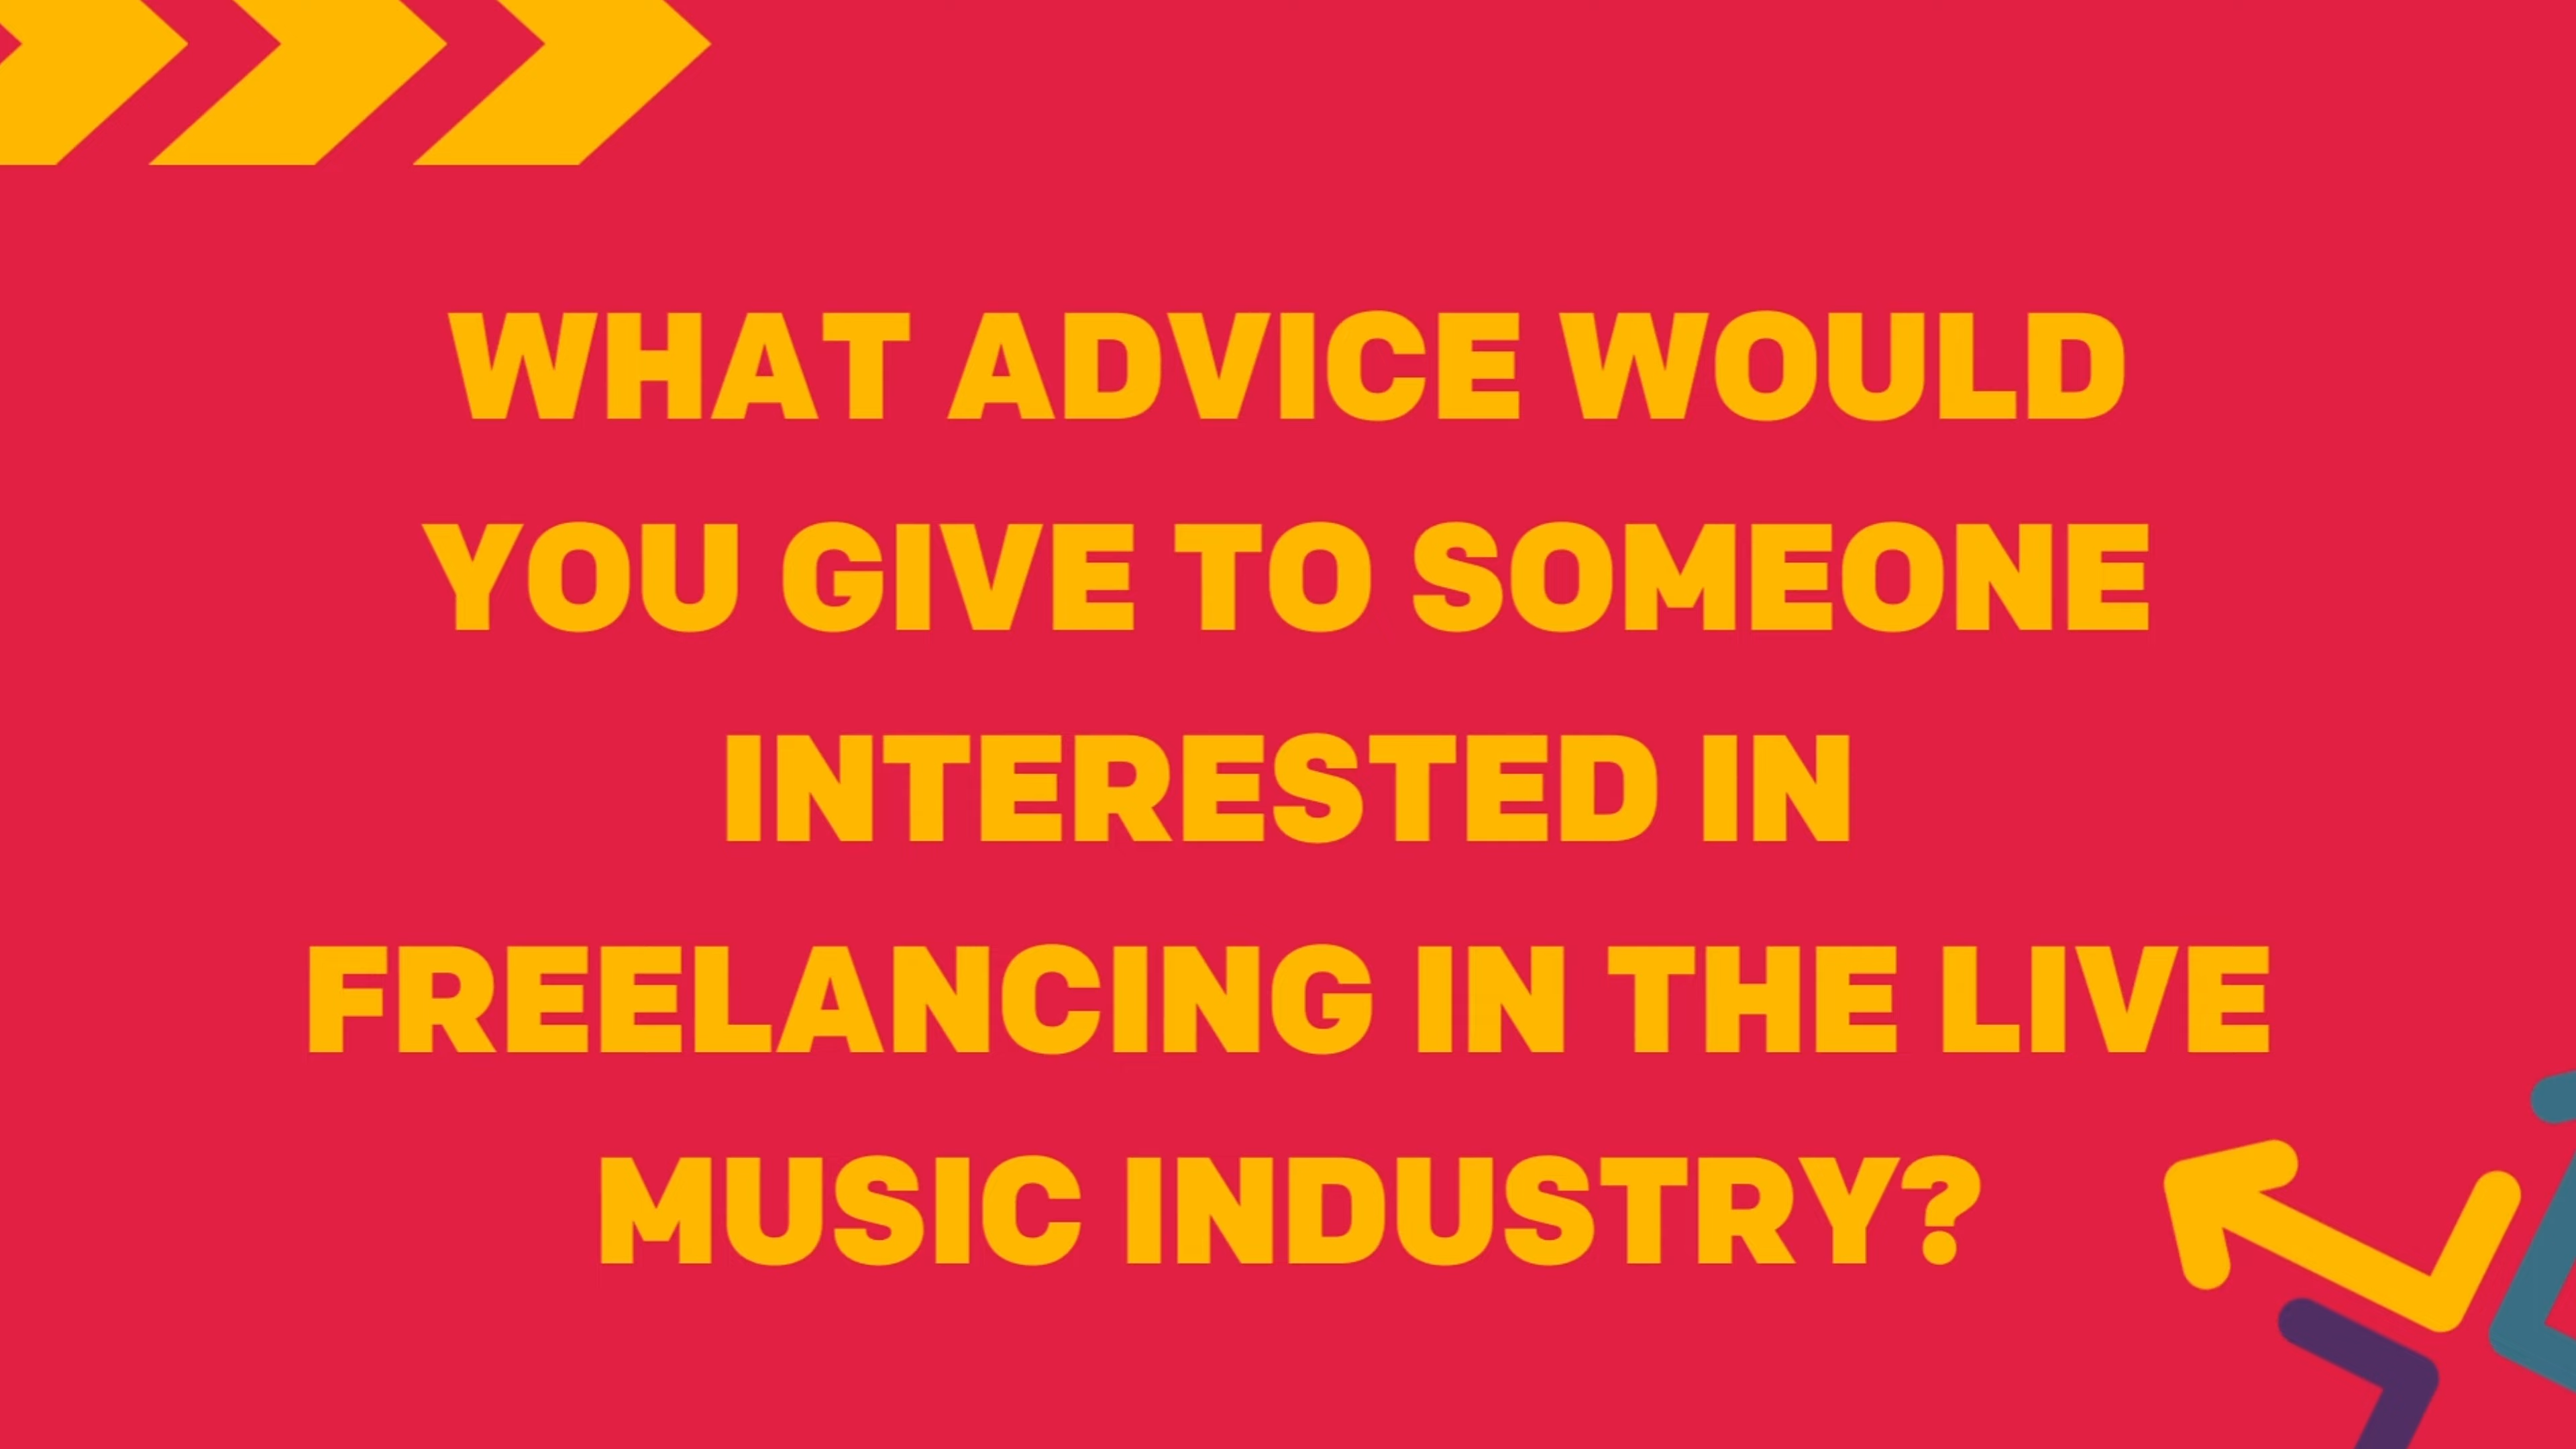 WHAT ADVICE WOULD
YOU GIVE TO SOMEONE
INTERESTED IN
FREELANCING IN THE LIVE
MUSIC INDUSTRY?